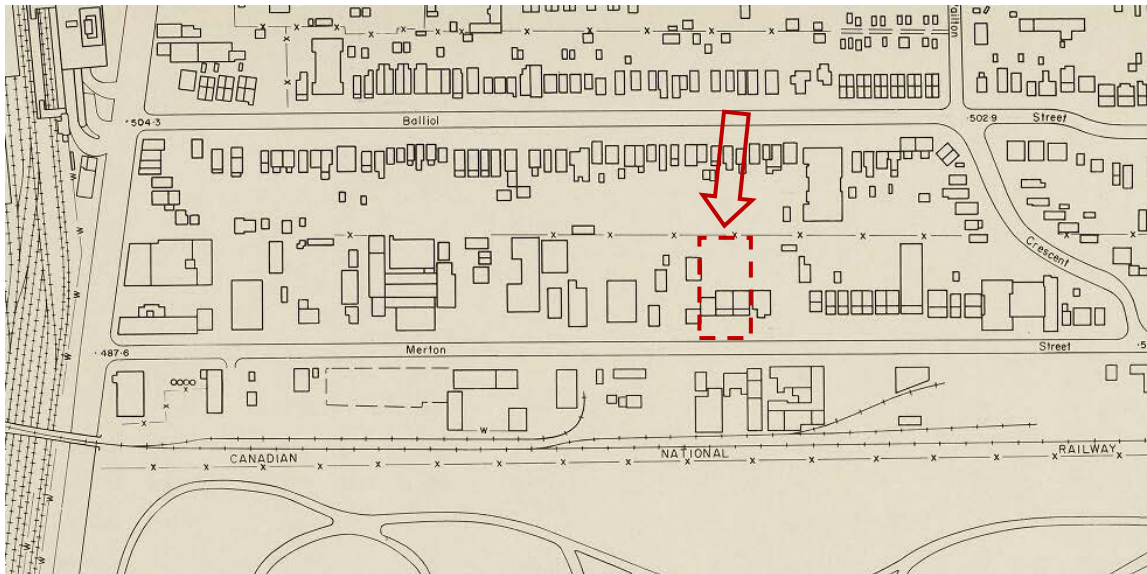 504·3
Balliol
502·9
Street
Crescent
487·6
Merton
Street
CANADIAN
NATIONAL
RAILWAY